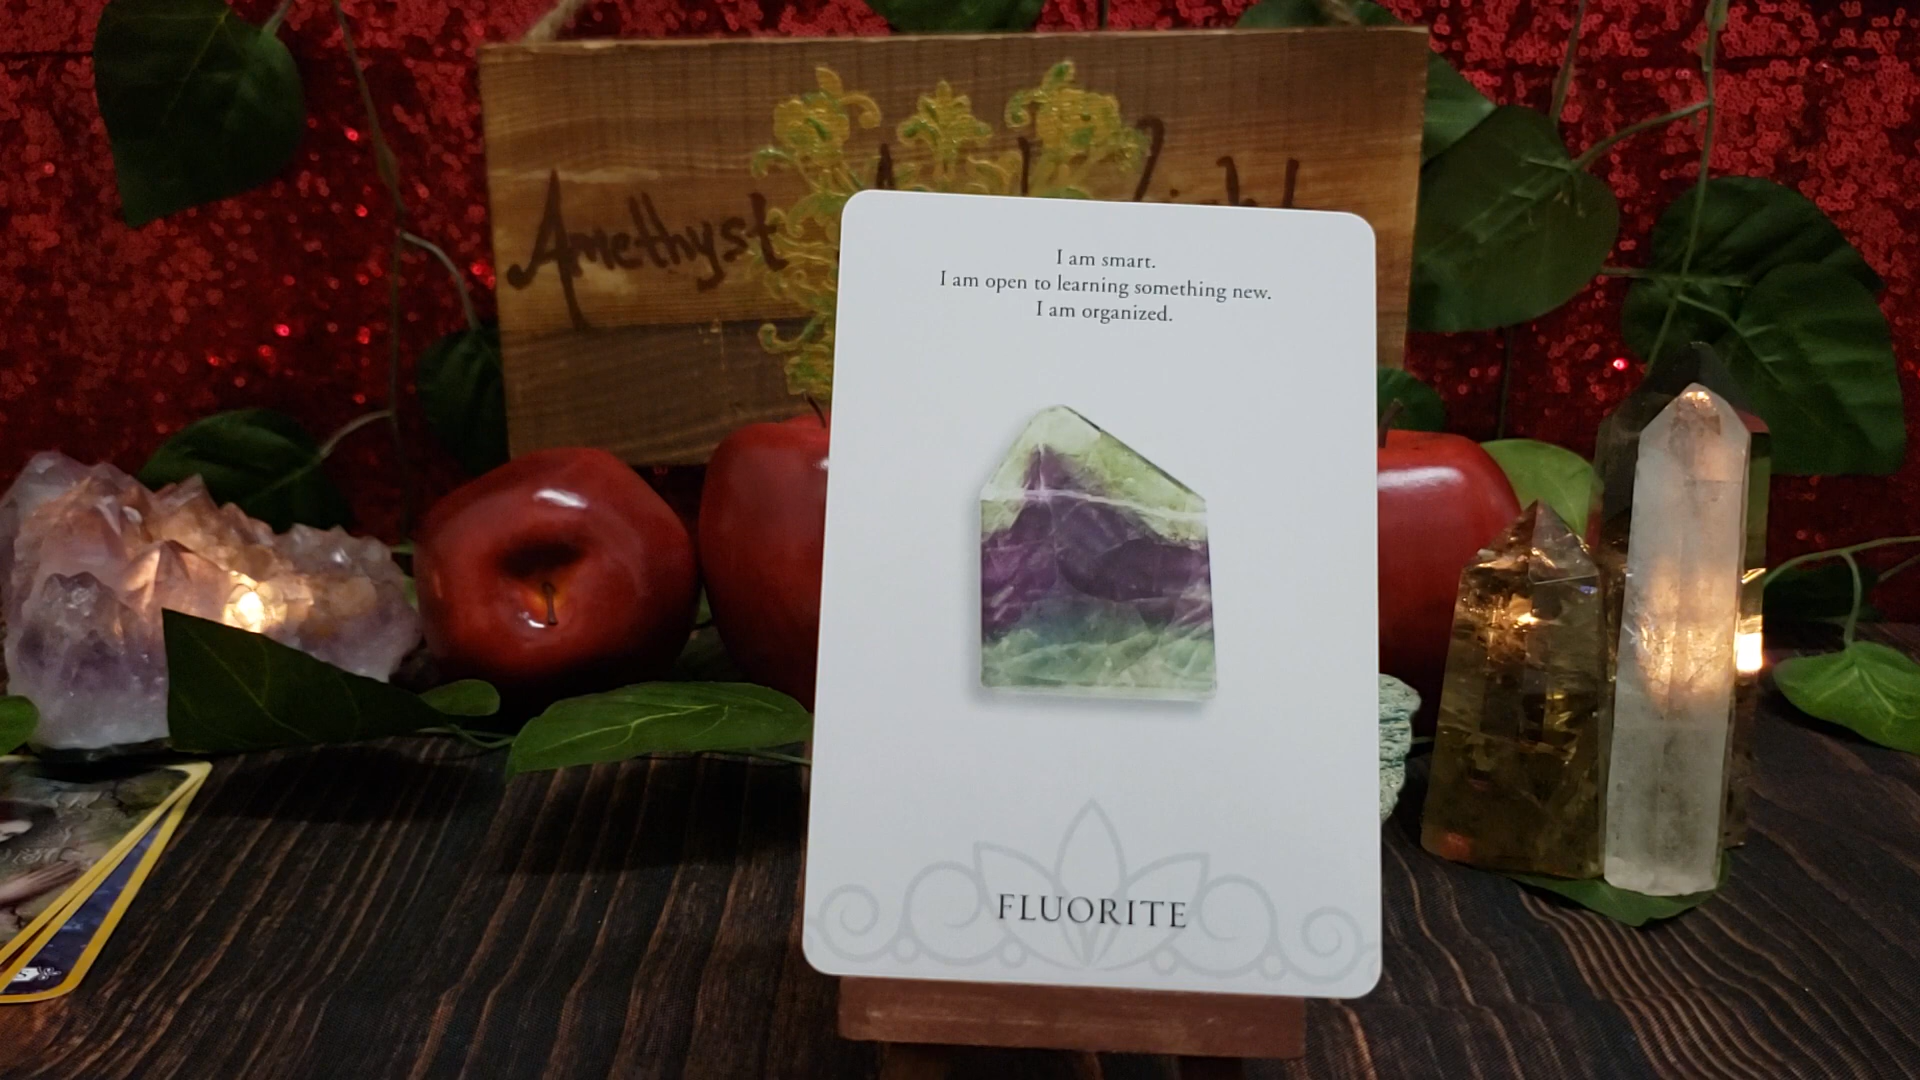 Amethyst
I am smart.
I am open to learning something new.
I am organized.
FLUORITE